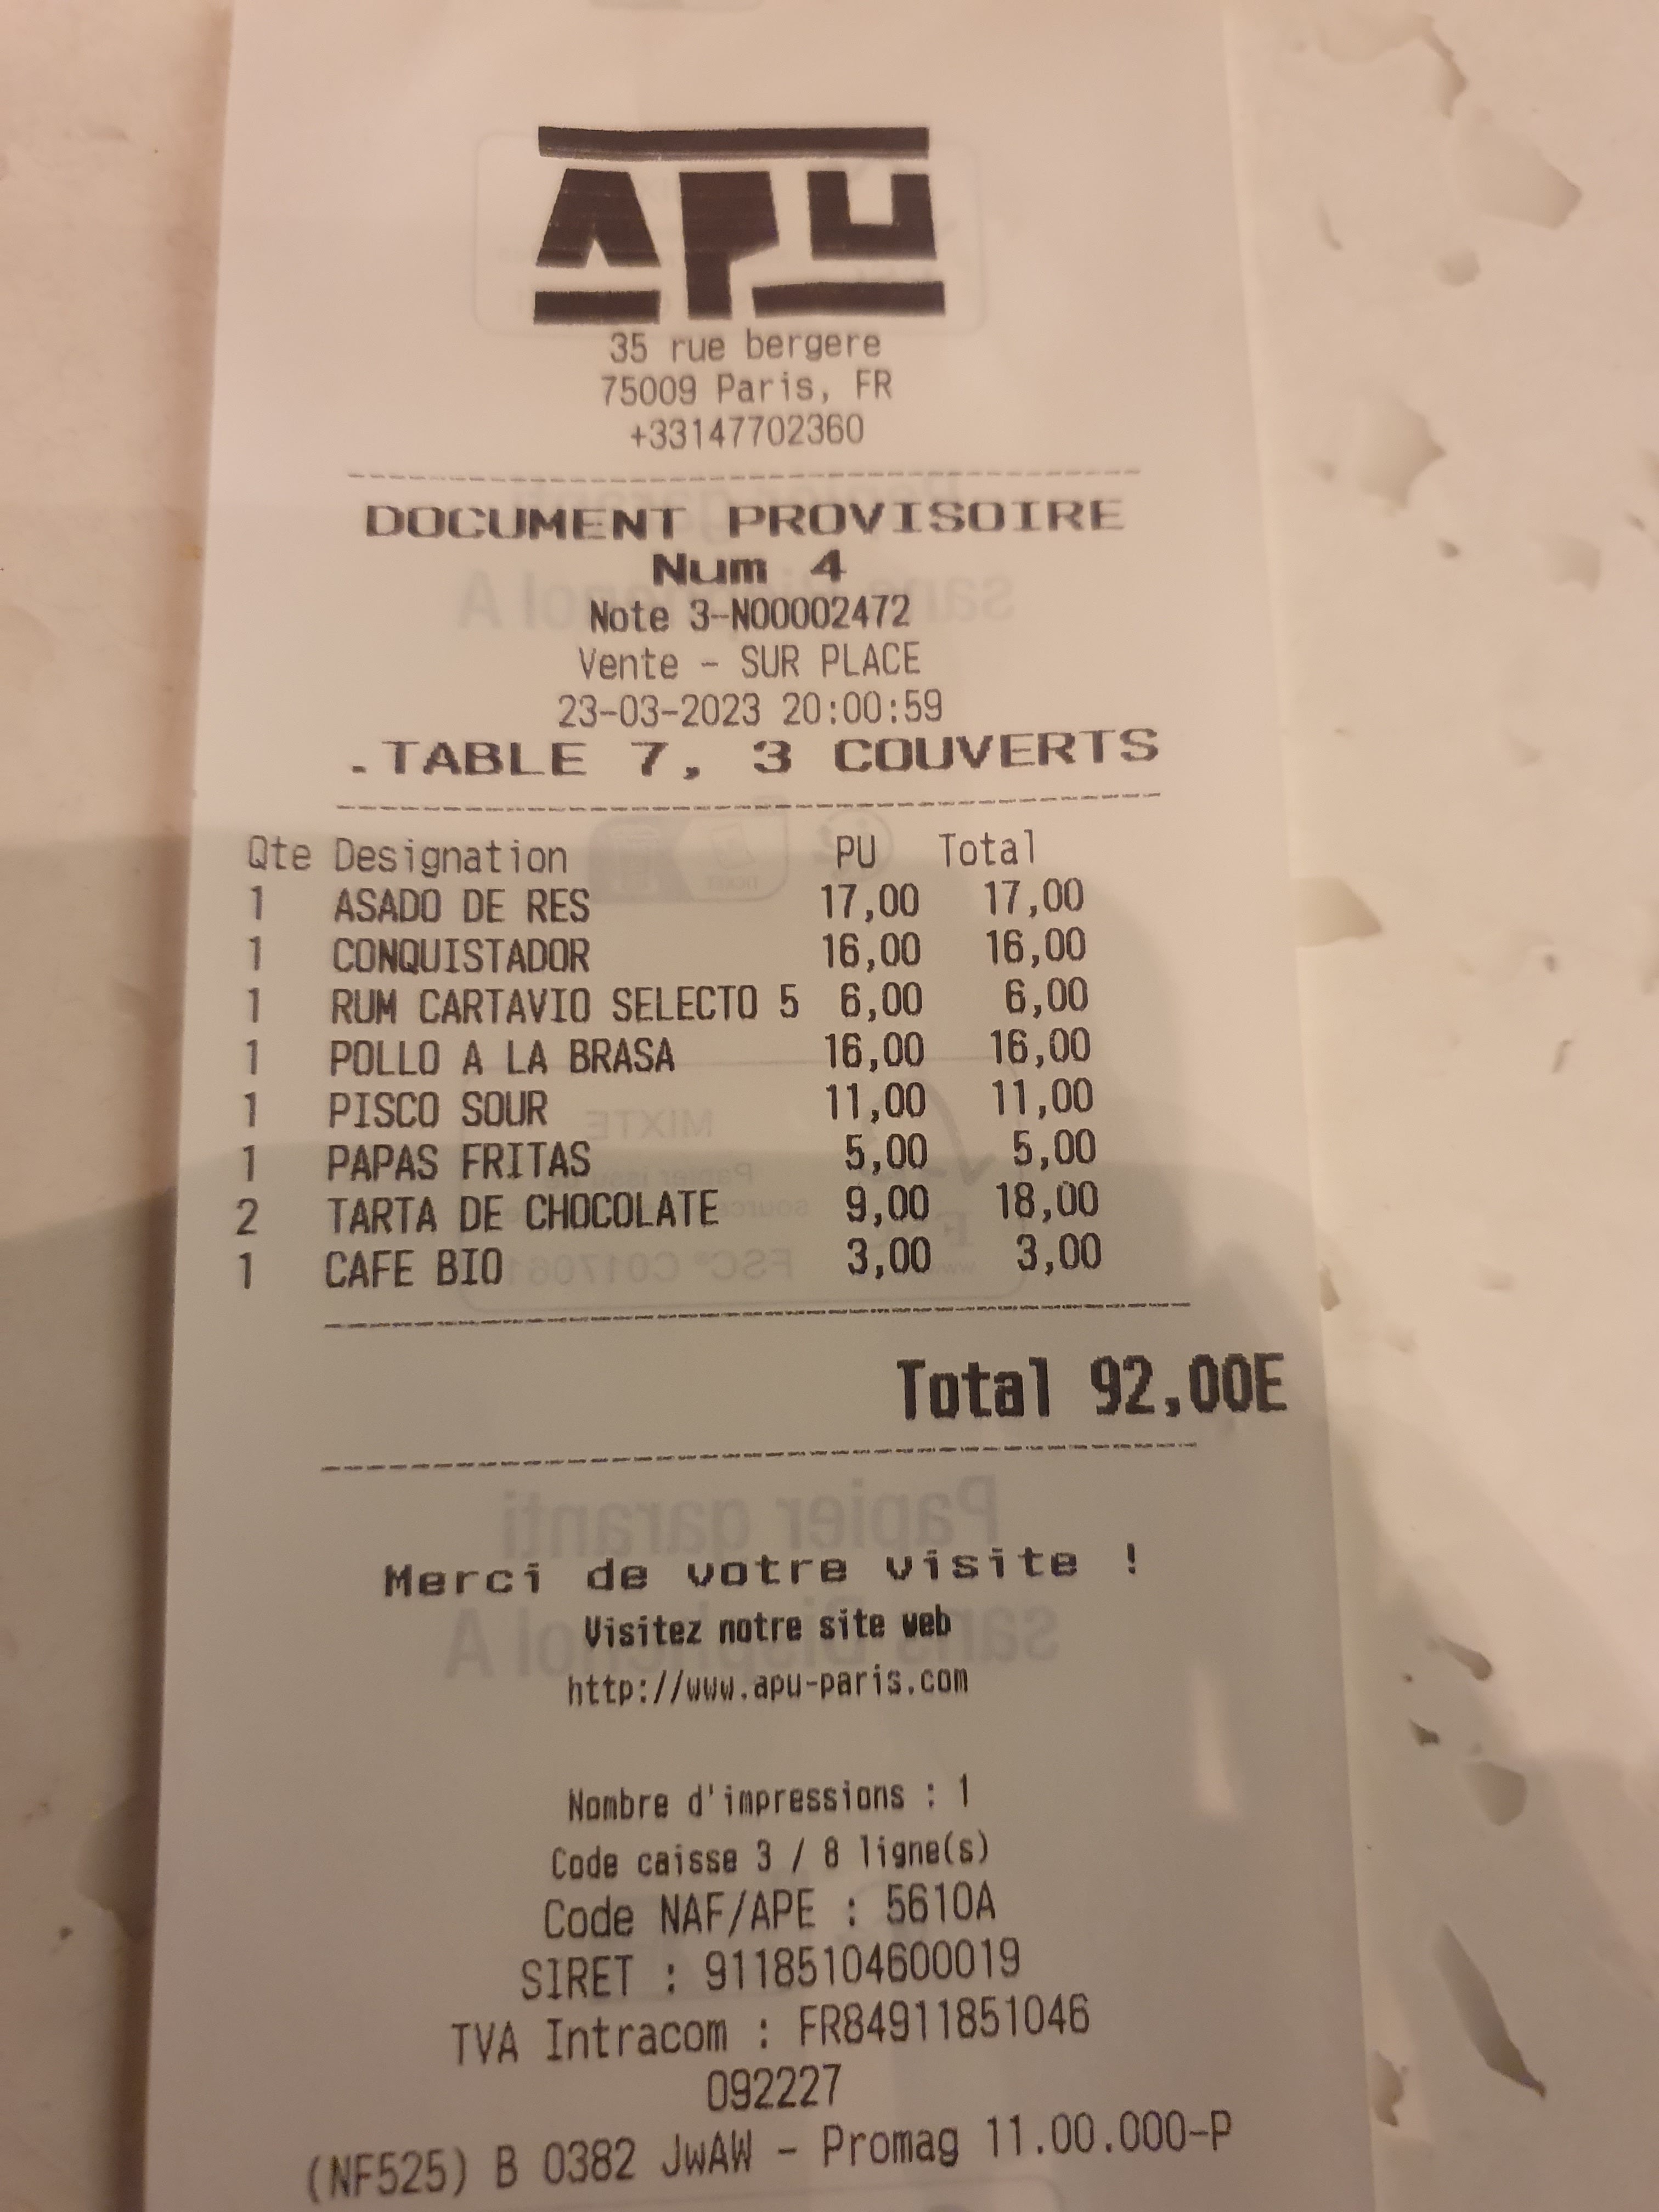 APU
35 rue bergere
75009 Paris, FR
+33147702360
DOCUMENT PROVISOIRE
Num 4
Note 3-N00002472
Vente - SUR PLACE
23-03-2023 20:00:59
.TABLE 7, 3 COUVERTS
Qte Designation PU Total
1 ASADO DE RES 17,00 17,00
1 CONQUISTADOR 16,00 16,00
1 RUM CARTAVIO SELECTO 5 6,00 6,00
1 POLLO A LA BRASA 16,00 16,00
1 PISCO SOUR 11,00 11,00
1 PAPAS FRITAS 5,00 5,00
2 TARTA DE CHOCOLATE 9,00 18,00
1 CAFE BIO 3,00 3,00
Total 92,00E
Merci de votre visite !
Visitez notre site web
http://www.apu-paris.com
Nombre d'impressions : 1
Code caisse 3 / 8 ligne(s)
Code NAF/APE : 5610A
SIRET : 91185104600019
TVA Intracom : FR84911851046
092227
(NF525) B 0382 JwAW - Promag 11.00.000-P